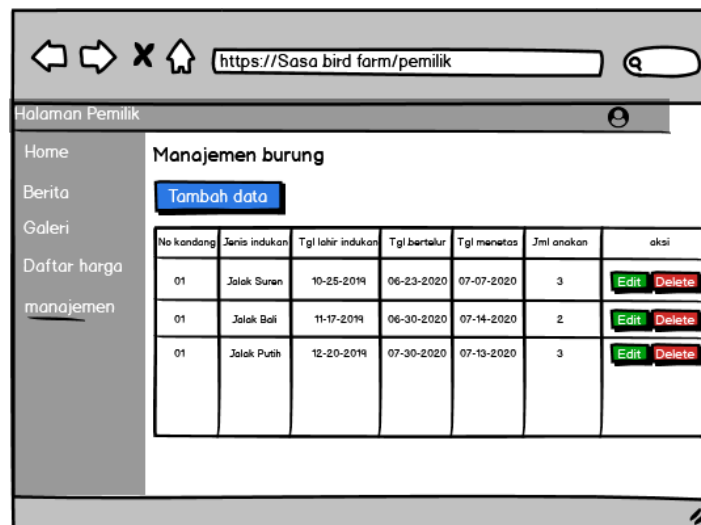 https://Sasa bird farm/pemilik
Halaman Pemilik
Home
Berita
Galeri
Daftar harga
manajemen
Manajemen burung
Tambah data
No kandang Jenis indukan Tgl lahir indukan Tgl bertelur Tgl menetas Jml anakan aksi
01 Jalak Suren 10-25-2019 06-23-2020 07-07-2020 3 Edit Delete
01 Jalak Bali 11-17-2019 06-30-2020 07-14-2020 2 Edit Delete
01 Jalak Putih 12-20-2019 07-30-2020 07-13-2020 3 Edit Delete